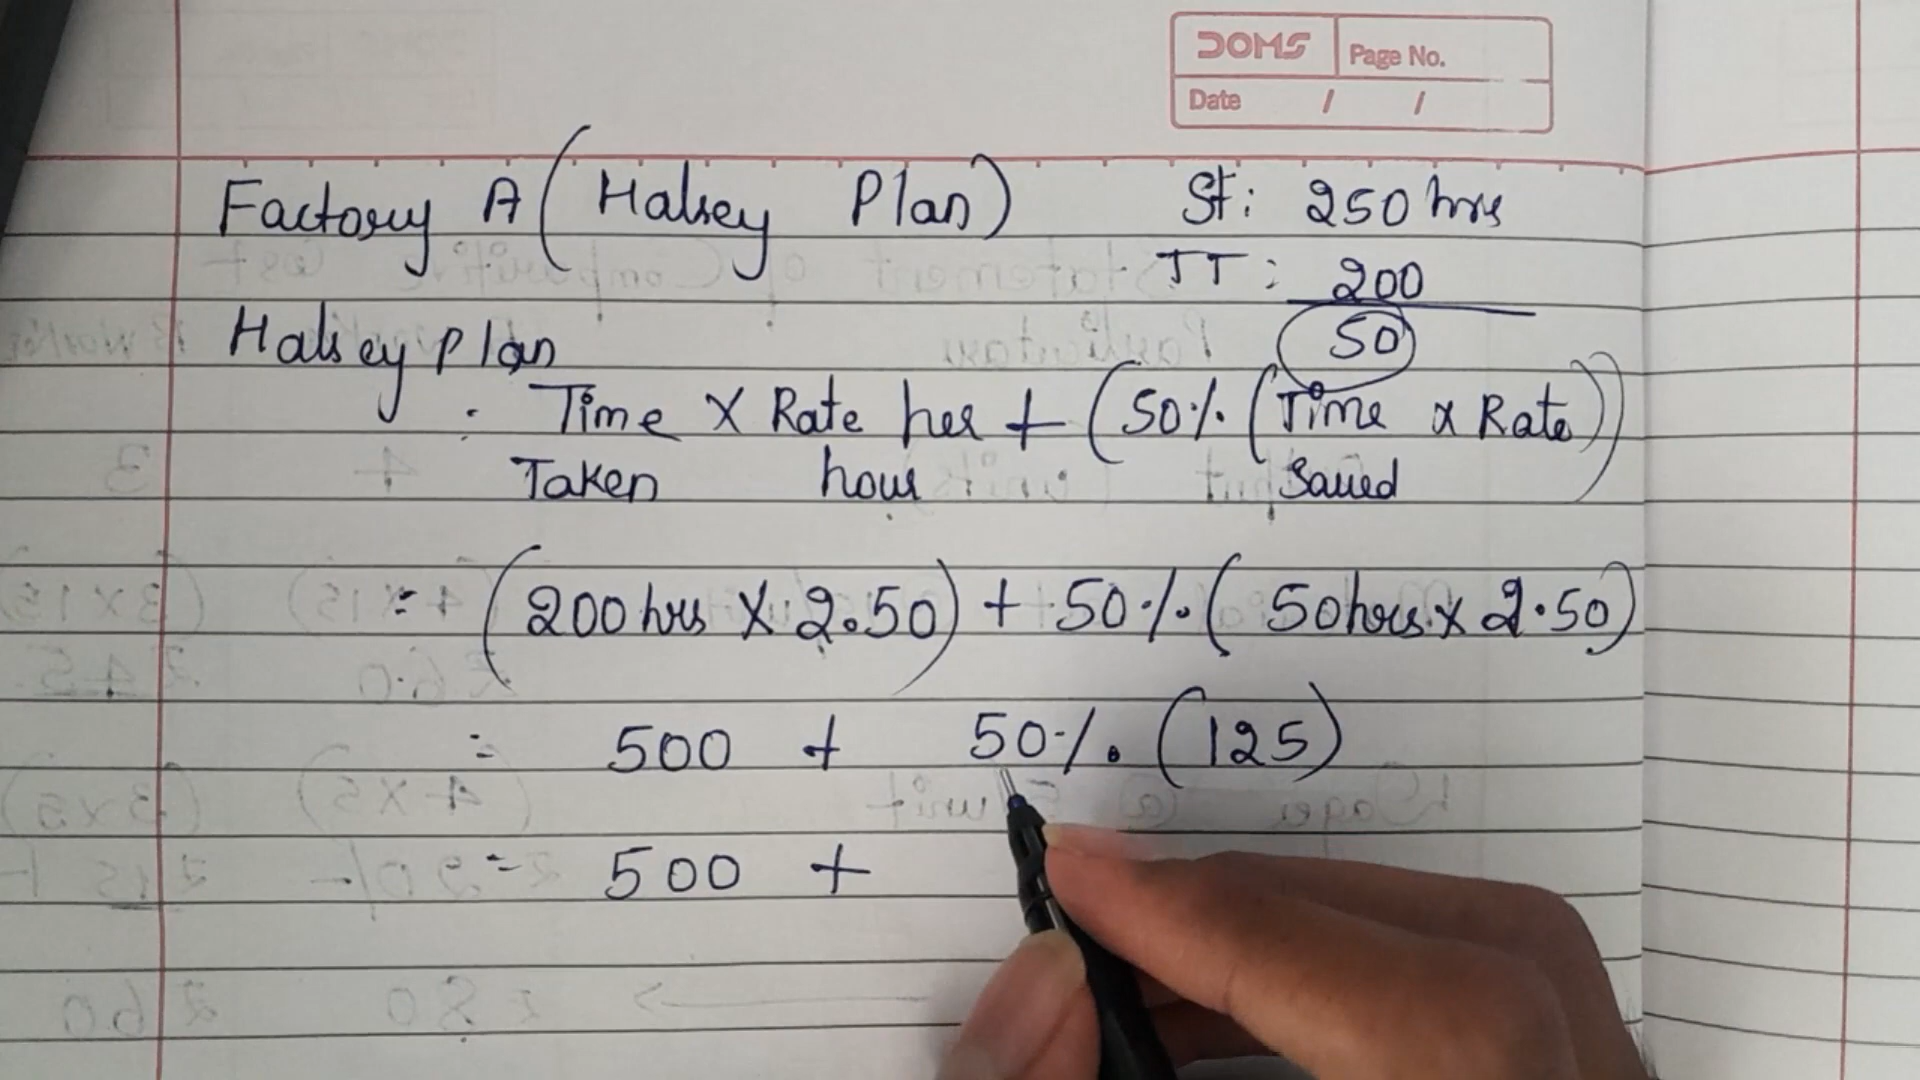 DOMS Page No.
Date / /
Factory A (Halsey Plan) St: 250 hrs
TT: 200
50
Halsey plan
: Time X Rate her + (50% (Time x Rate))
Taken hour Saved
= (200 hrs X 2.50) + 50% (50 hrs x 2.50)
= 500 + 50% (125)
= 500 +